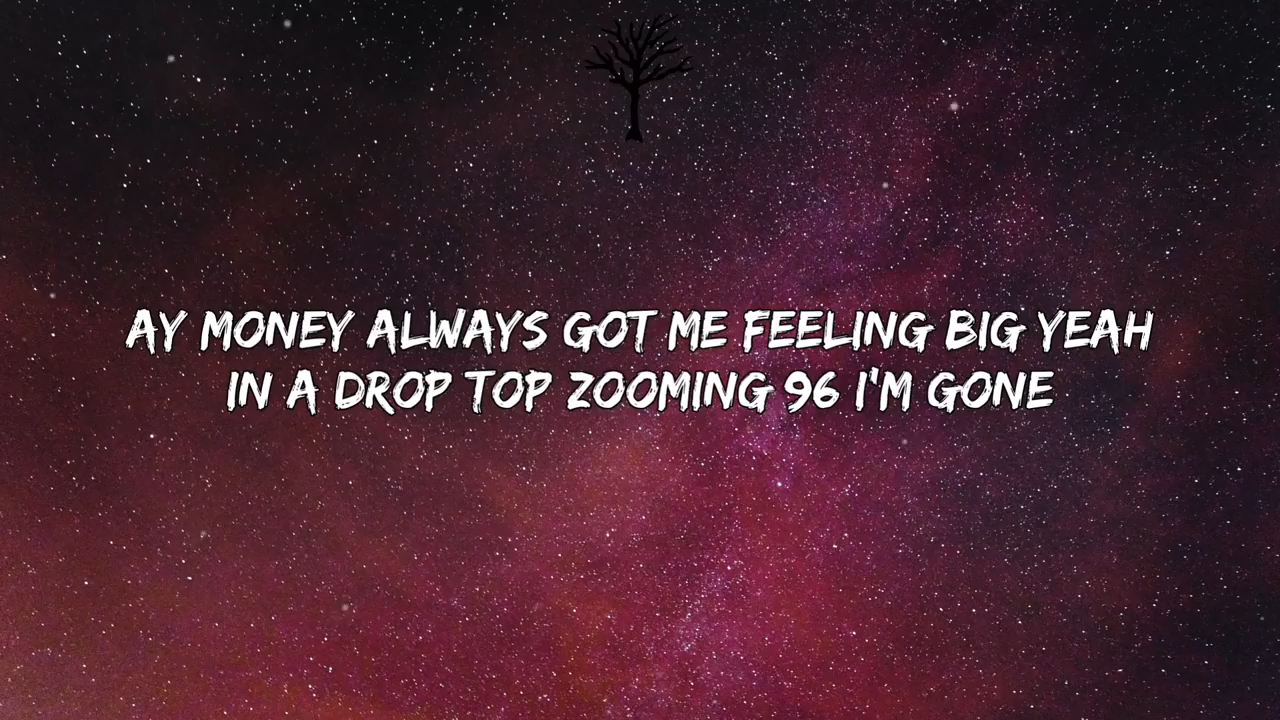 AY MONEY ALWAYS GOT ME FEELING BIG YEAH
IN A DROP TOP ZOOMING 96 I'M GONE